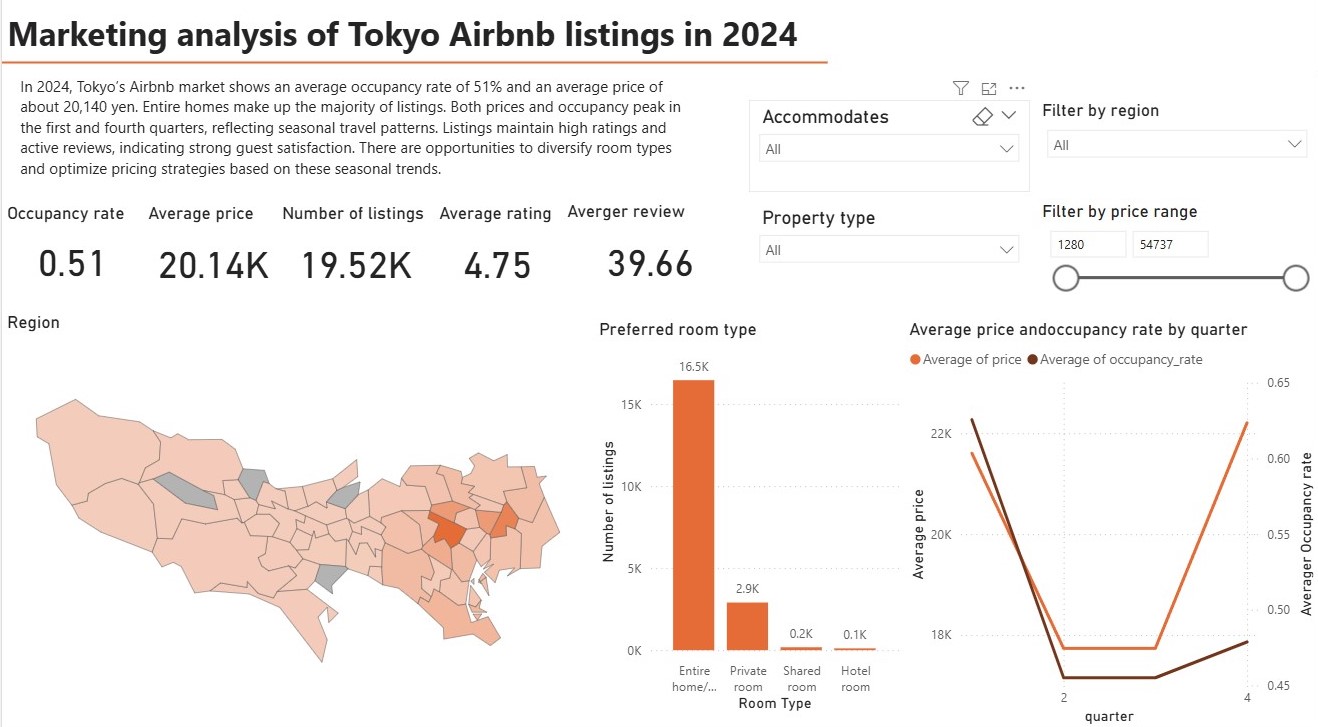 Marketing analysis of Tokyo Airbnb listings in 2024
In 2024, Tokyo's Airbnb market shows an average occupancy rate of 51% and an average price of
about 20,140 yen. Entire homes make up the majority of listings. Both prices and occupancy peak in
the first and fourth quarters, reflecting seasonal travel patterns. Listings maintain high ratings and
active reviews, indicating strong guest satisfaction. There are opportunities to diversify room types
and optimize pricing strategies based on these seasonal trends.
Accommodates
All
Filter by region
All
Property type
All
Filter by price range
1280 54737
Occupancy rate Average price Number of listings Average rating Averger review
0.51 20.14K 19.52K 4.75 39.66
Region
Preferred room type
Number of listings
15K
10K
5K
0K
16.5K
2.9K
0.2K
0.1K
Entire
home/...
Private
room
Shared
room
Hotel
room
Room Type
Average price andoccupancy rate by quarter
Average of price Average of occupancy_rate
Average price
22K
20K
18K
0.65
0.60
0.55
0.50
0.45
Averager Occupancy rate
2 4
quarter